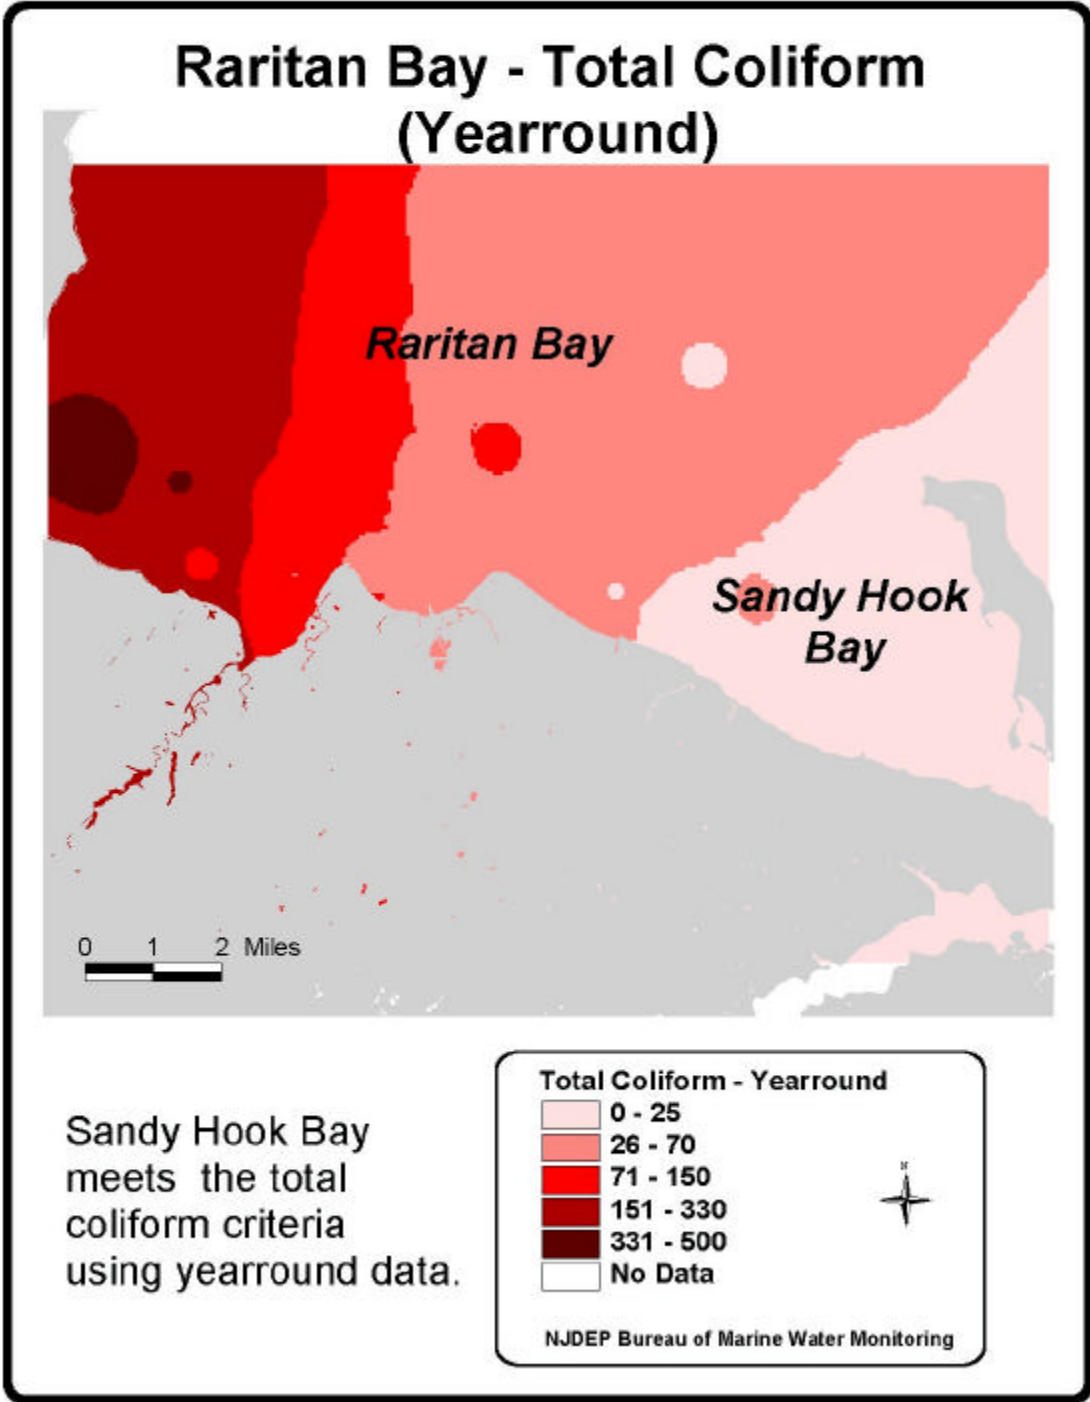 Raritan Bay - Total Coliform
(Yearround)
Raritan Bay
Sandy Hook
Bay
0 1 2 Miles
Sandy Hook Bay
meets the total
coliform criteria
using yearround data.
Total Coliform - Yearround
0 - 25
26 - 70
71 - 150
151 - 330
331 - 500
No Data
N
NJDEP Bureau of Marine Water Monitoring